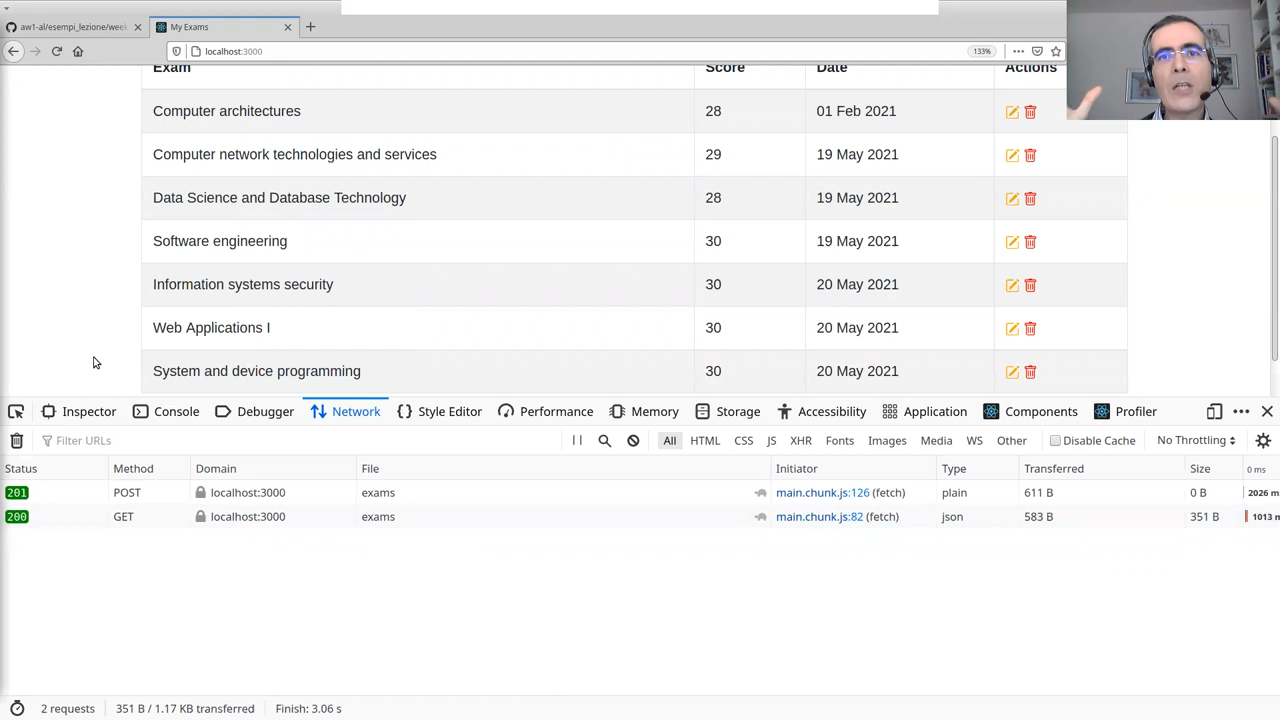 aw1-al/esempi_lezione/week
My Exams
localhost:3000
133%
Exam Score Date Actions
Computer architectures 28 01 Feb 2021
Computer network technologies and services 29 19 May 2021
Data Science and Database Technology 28 19 May 2021
Software engineering 30 19 May 2021
Information systems security 30 20 May 2021
Web Applications I 30 20 May 2021
System and device programming 30 20 May 2021
Inspector Console Debugger Network Style Editor Performance Memory Storage Accessibility Application Components Profiler
Filter URLs All HTML CSS JS XHR Fonts Images Media WS Other Disable Cache No Throttling
Status Method Domain File Initiator Type Transferred Size 0 ms
201 POST localhost:3000 exams main.chunk.js:126 (fetch) plain 611 B 0 B 2026 m
200 GET localhost:3000 exams main.chunk.js:82 (fetch) json 583 B 351 B 1013 m
2 requests 351 B / 1.17 KB transferred Finish: 3.06 s